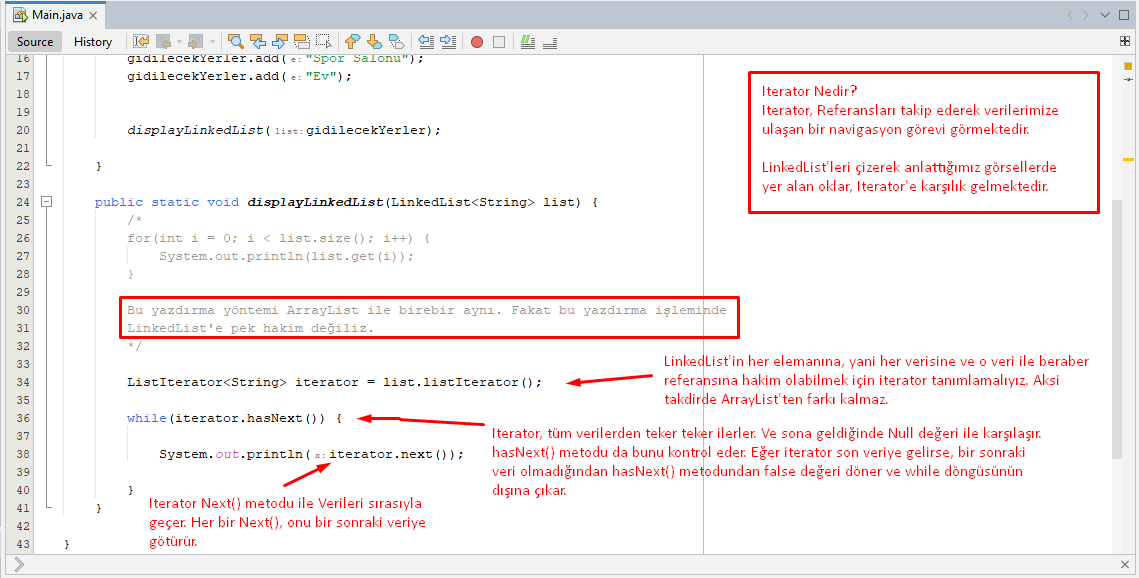 Main.java
Source History
16 gidilecekYerler.add(e:"Spor Salonu");
17 gidilecekYerler.add(e:"Ev");
18
19
20 displayLinkedList(list:gidilecekYerler);
21
22 }
23
24 public static void displayLinkedList(LinkedList<String> list) {
25 /*
26 for(int i = 0; i < list.size(); i++) {
27 System.out.println(list.get(i));
28 }
29
30 Bu yazdırma yöntemi ArrayList ile birebir aynı. Fakat bu yazdırma işleminde
31 LinkedList'e pek hakim değiliz.
32 */
33
34 ListIterator<String> iterator = list.listIterator();
35
36 while(iterator.hasNext()) {
37
38 System.out.println(x:iterator.next());
39
40 }
41 }
42
43 }
Iterator Nedir?
Iterator, Referansları takip ederek verilerimize
ulaşan bir navigasyon görevi görmektedir.
LinkedList'leri çizerek anlattığımız görsellerde
yer alan oklar, Iterator'e karşılık gelmektedir.
LinkedList'in her elemanına, yani her verisine ve o veri ile beraber
referansına hakim olabilmek için iterator tanımlamalıyız. Aksi
takdirde ArrayList'ten farkı kalmaz.
Iterator, tüm verilerden teker teker ilerler. Ve sona geldiğinde Null değeri ile karşılaşır.
hasNext() metodu da bunu kontrol eder. Eğer iterator son veriye gelirse, bir sonraki
veri olmadığından hasNext() metodundan false değeri döner ve while döngüsünün
dışına çıkar.
Iterator Next() metodu ile Verileri sırasıyla
geçer. Her bir Next(), onu bir sonraki veriye
götürür.